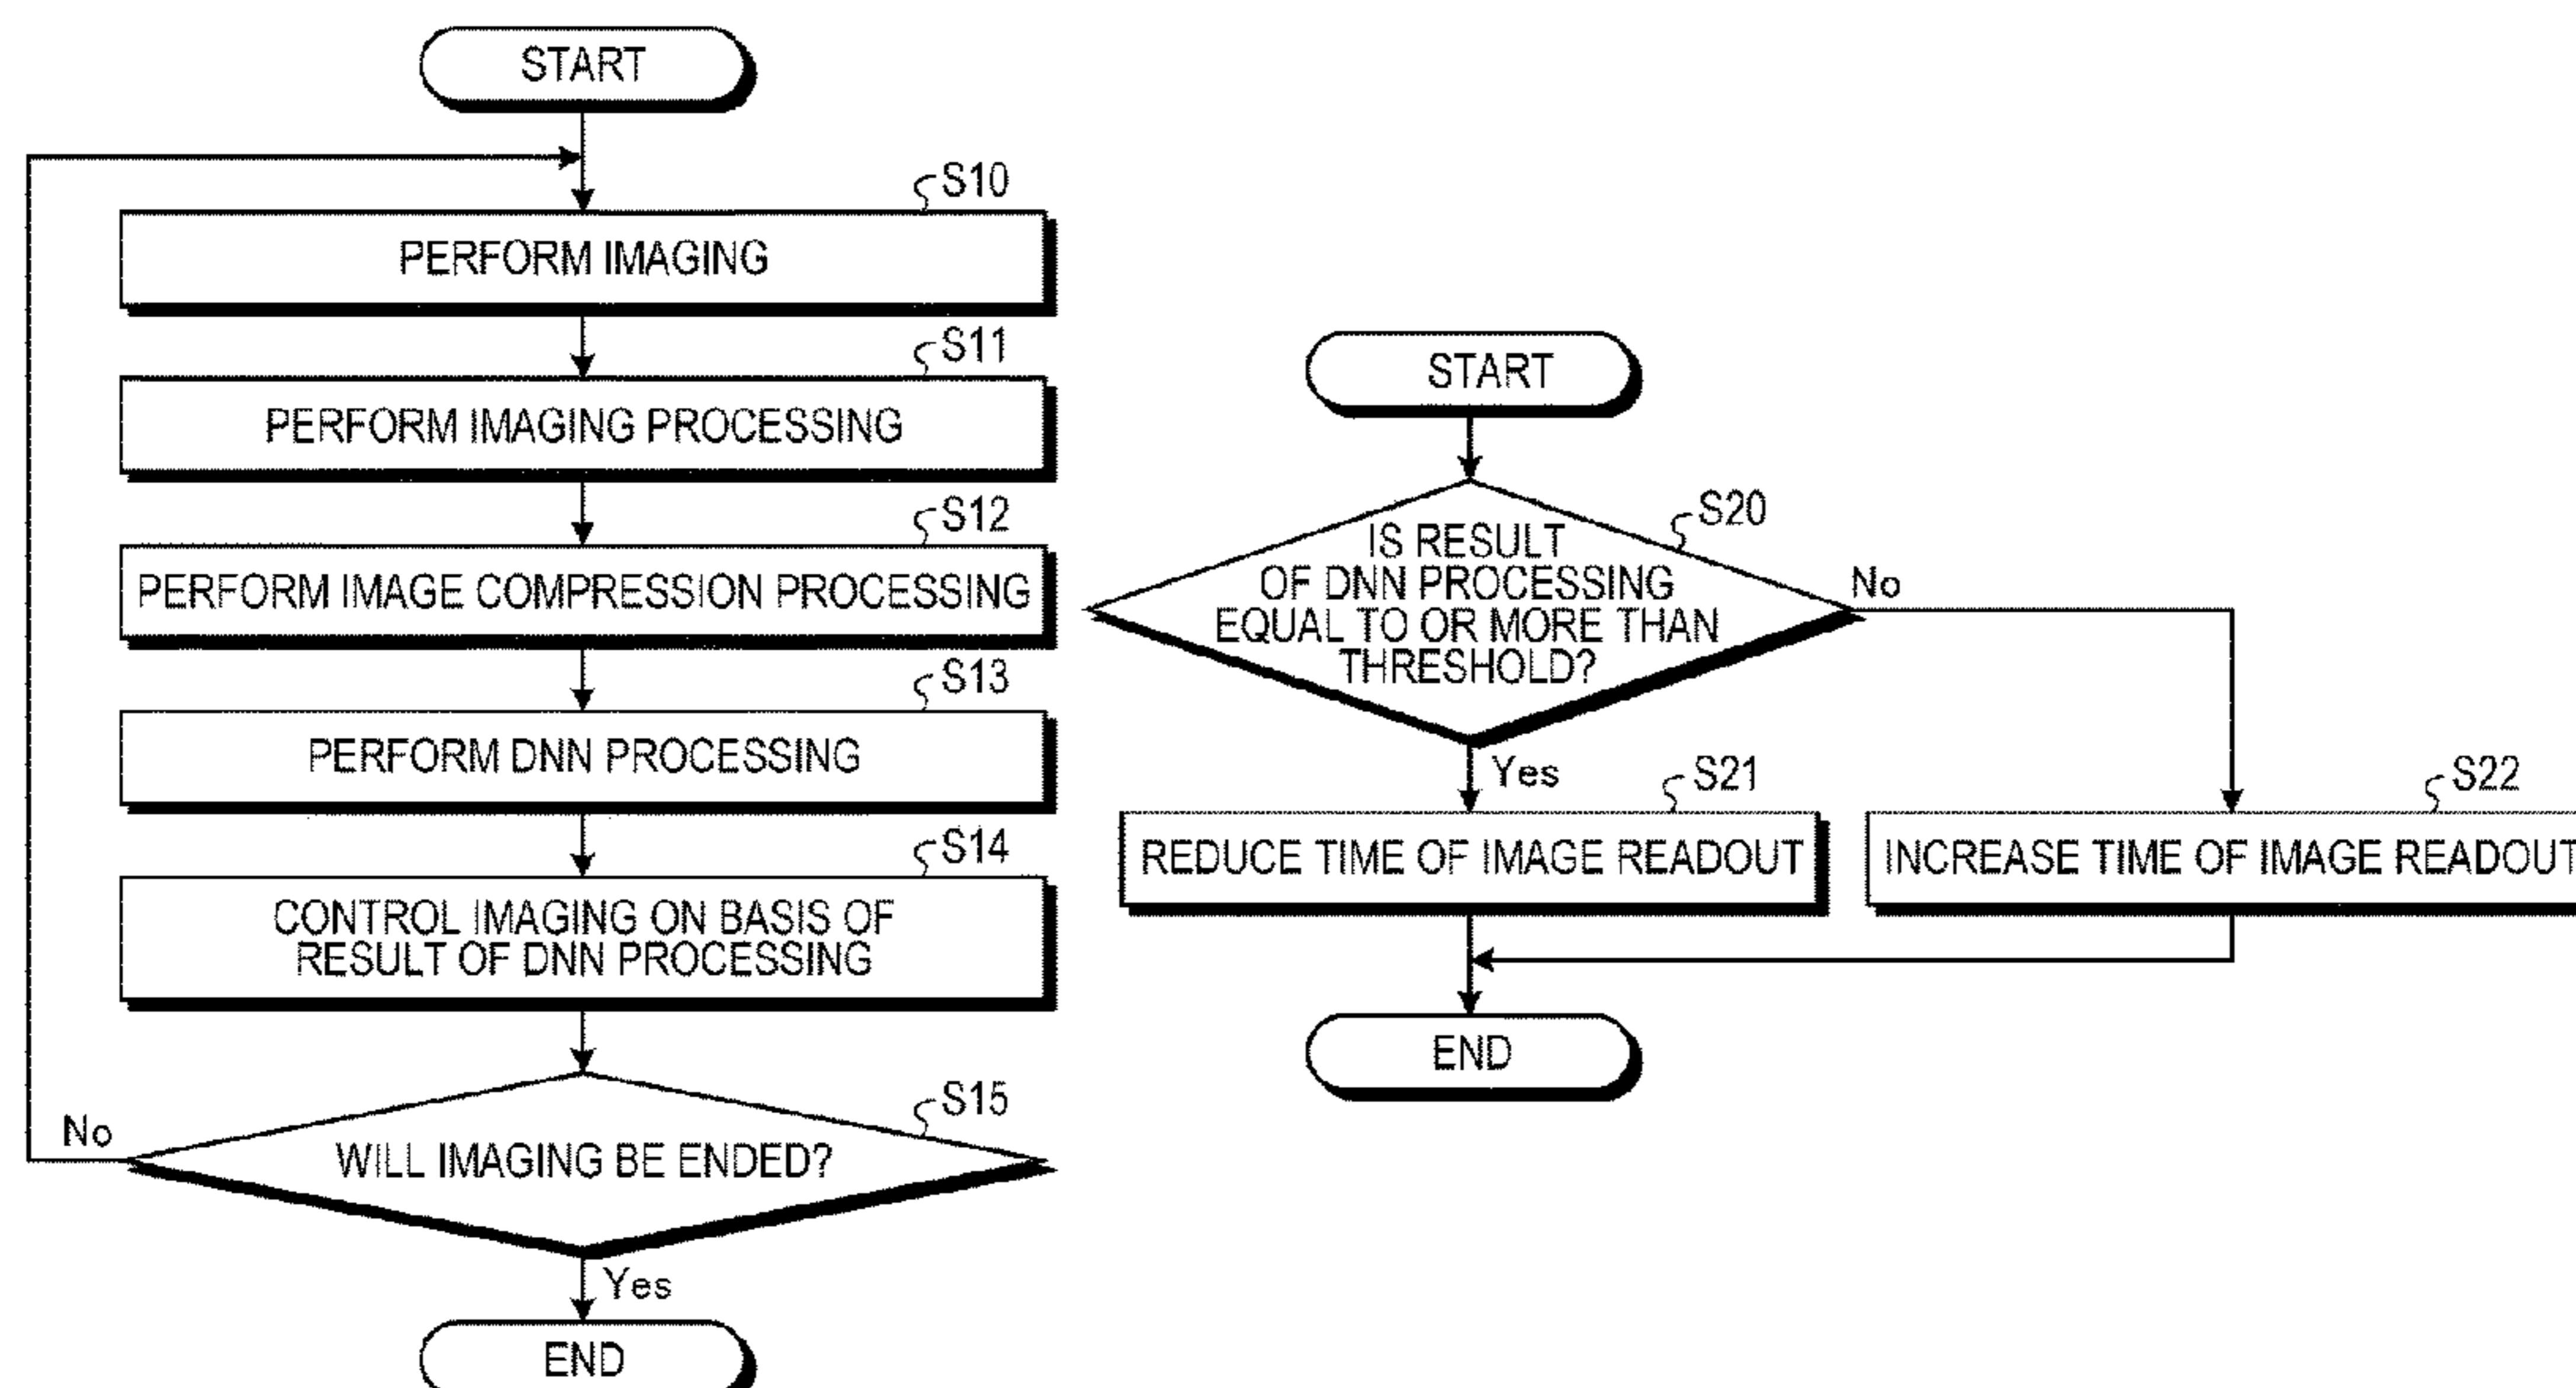 START
S10
PERFORM IMAGING
S11
PERFORM IMAGING PROCESSING
S12
PERFORM IMAGE COMPRESSION PROCESSING
S13
PERFORM DNN PROCESSING
S14
CONTROL IMAGING ON BASIS OF
RESULT OF DNN PROCESSING
S15
No
WILL IMAGING BE ENDED?
Yes
END
START
S20
IS RESULT
OF DNN PROCESSING
EQUAL TO OR MORE THAN
THRESHOLD?
No
Yes
S21
REDUCE TIME OF IMAGE READOUT
S22
INCREASE TIME OF IMAGE READOUT
END